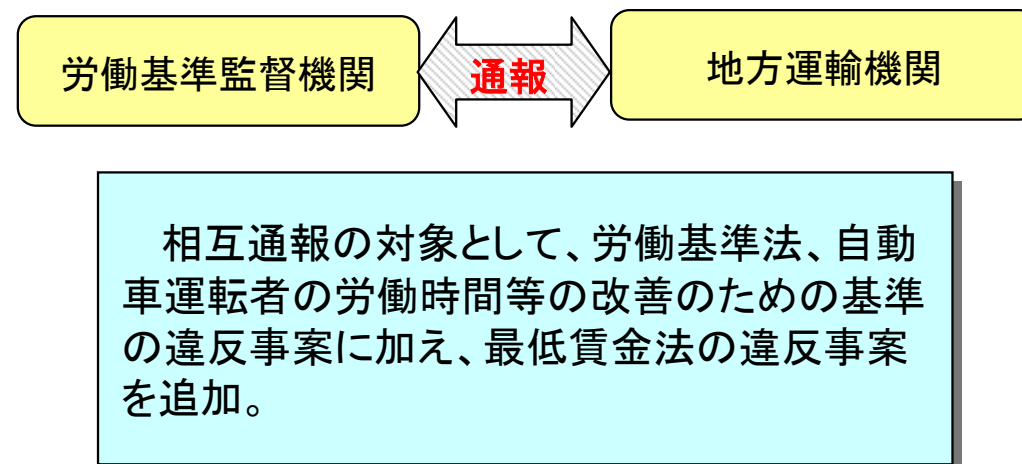 労働基準監督機関
通報
地方運輸機関
相互通報の対象として、労働基準法、自動
車運転者の労働時間等の改善のための基準
の違反事案に加え、最低賃金法の違反事案
を追加。